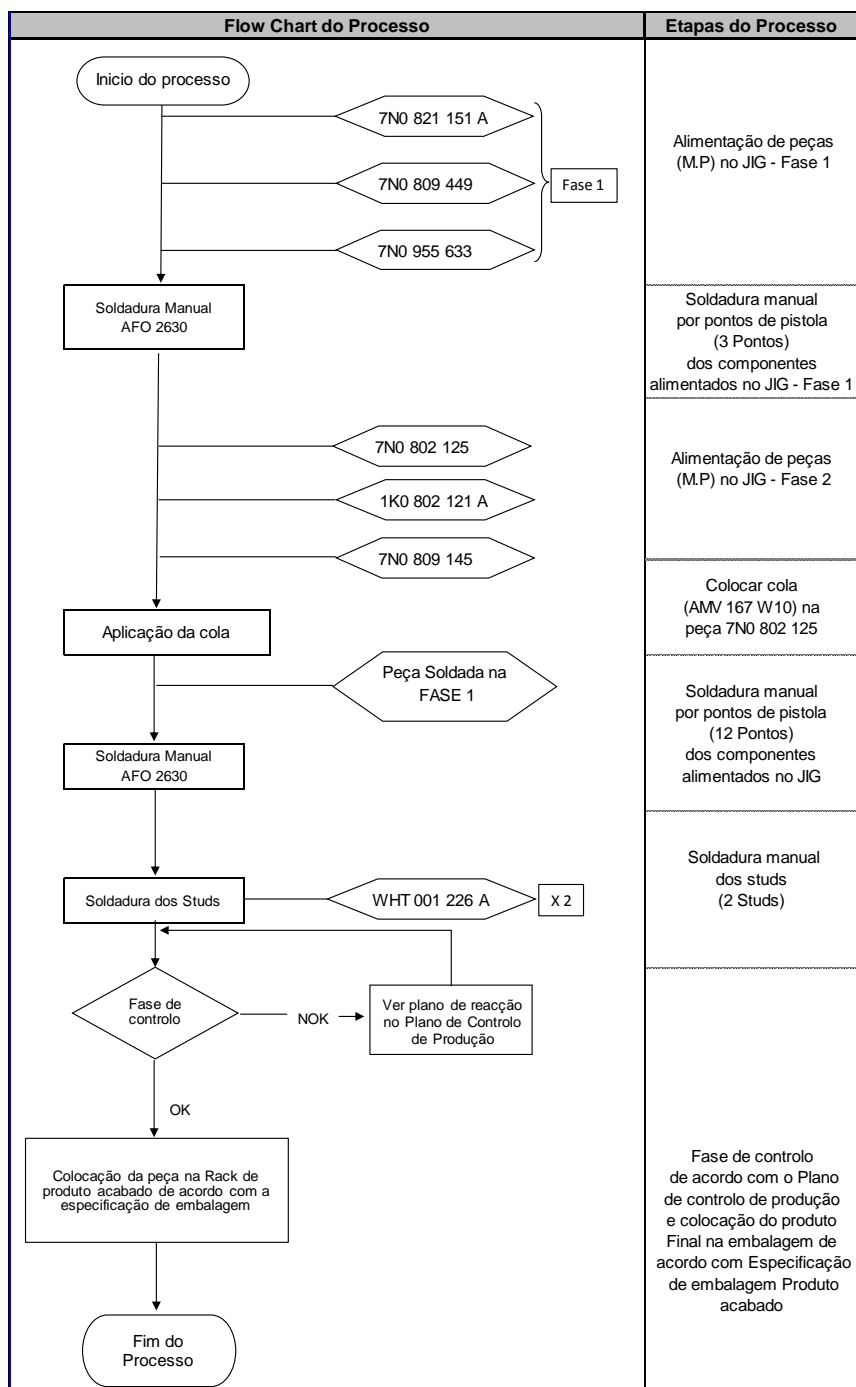 Flow Chart do Processo
Etapas do Processo
Inicio do processo
7N0 821 151 A
7N0 809 449
Fase 1
7N0 955 633
Alimentação de peças
(M.P) no JIG - Fase 1
Soldadura Manual
AFO 2630
Soldadura manual
por pontos de pistola
(3 Pontos)
dos componentes
alimentados no JIG - Fase 1
7N0 802 125
1K0 802 121 A
7N0 809 145
Alimentação de peças
(M.P) no JIG - Fase 2
Aplicação da cola
Colocar cola
(AMV 167 W10) na
peça 7N0 802 125
Peça Soldada na
FASE 1
Soldadura Manual
AFO 2630
Soldadura manual
por pontos de pistola
(12 Pontos)
dos componentes
alimentados no JIG
Soldadura dos Studs
WHT 001 226 A
X 2
Soldadura manual
dos studs
(2 Studs)
Fase de
controlo
NOK
Ver plano de reacção
no Plano de Controlo
de Produção
OK
Colocação da peça na Rack de
produto acabado de acordo com a
especificação de embalagem
Fase de controlo
de acordo com o Plano
de controlo de produção
e colocação do produto
Final na embalagem de
acordo com Especificação
de embalagem Produto
acabado
Fim do
Processo